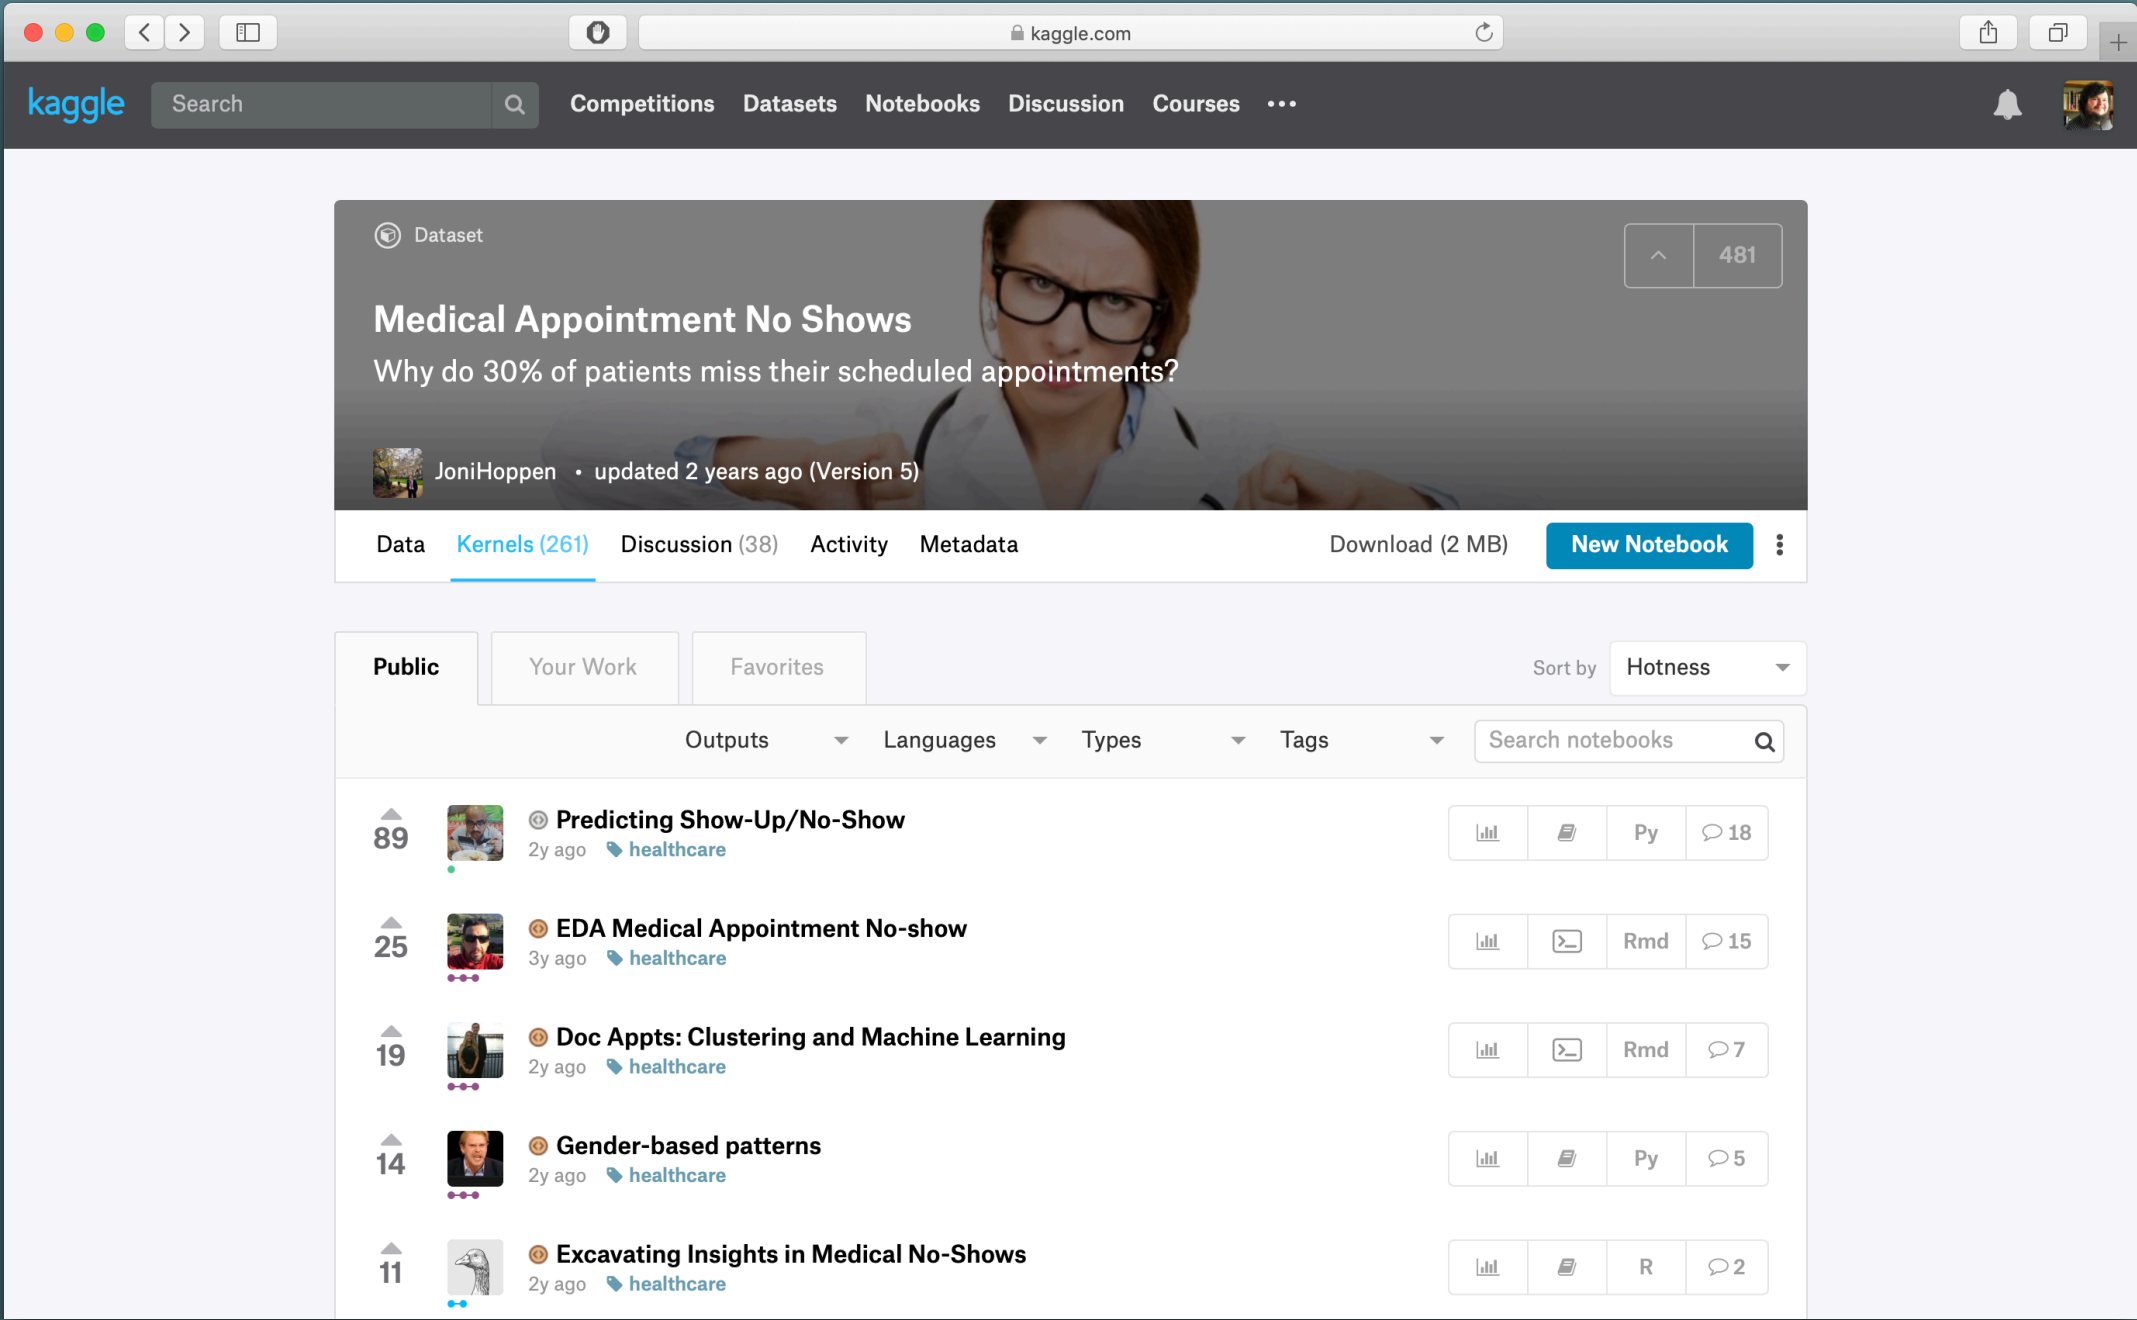 kaggle.com
kaggle Search Competitions Datasets Notebooks Discussion Courses
Dataset
481
Medical Appointment No Shows
Why do 30% of patients miss their scheduled appointments?
JoniHoppen • updated 2 years ago (Version 5)
Data Kernels (261) Discussion (38) Activity Metadata Download (2 MB) New Notebook
Public Your Work Favorites Sort by Hotness
Outputs Languages Types Tags Search notebooks
89 Predicting Show-Up/No-Show Py 18
2y ago healthcare
25 EDA Medical Appointment No-show Rmd 15
3y ago healthcare
19 Doc Appts: Clustering and Machine Learning Rmd 7
2y ago healthcare
14 Gender-based patterns Py 5
2y ago healthcare
11 Excavating Insights in Medical No-Shows R 2
2y ago healthcare